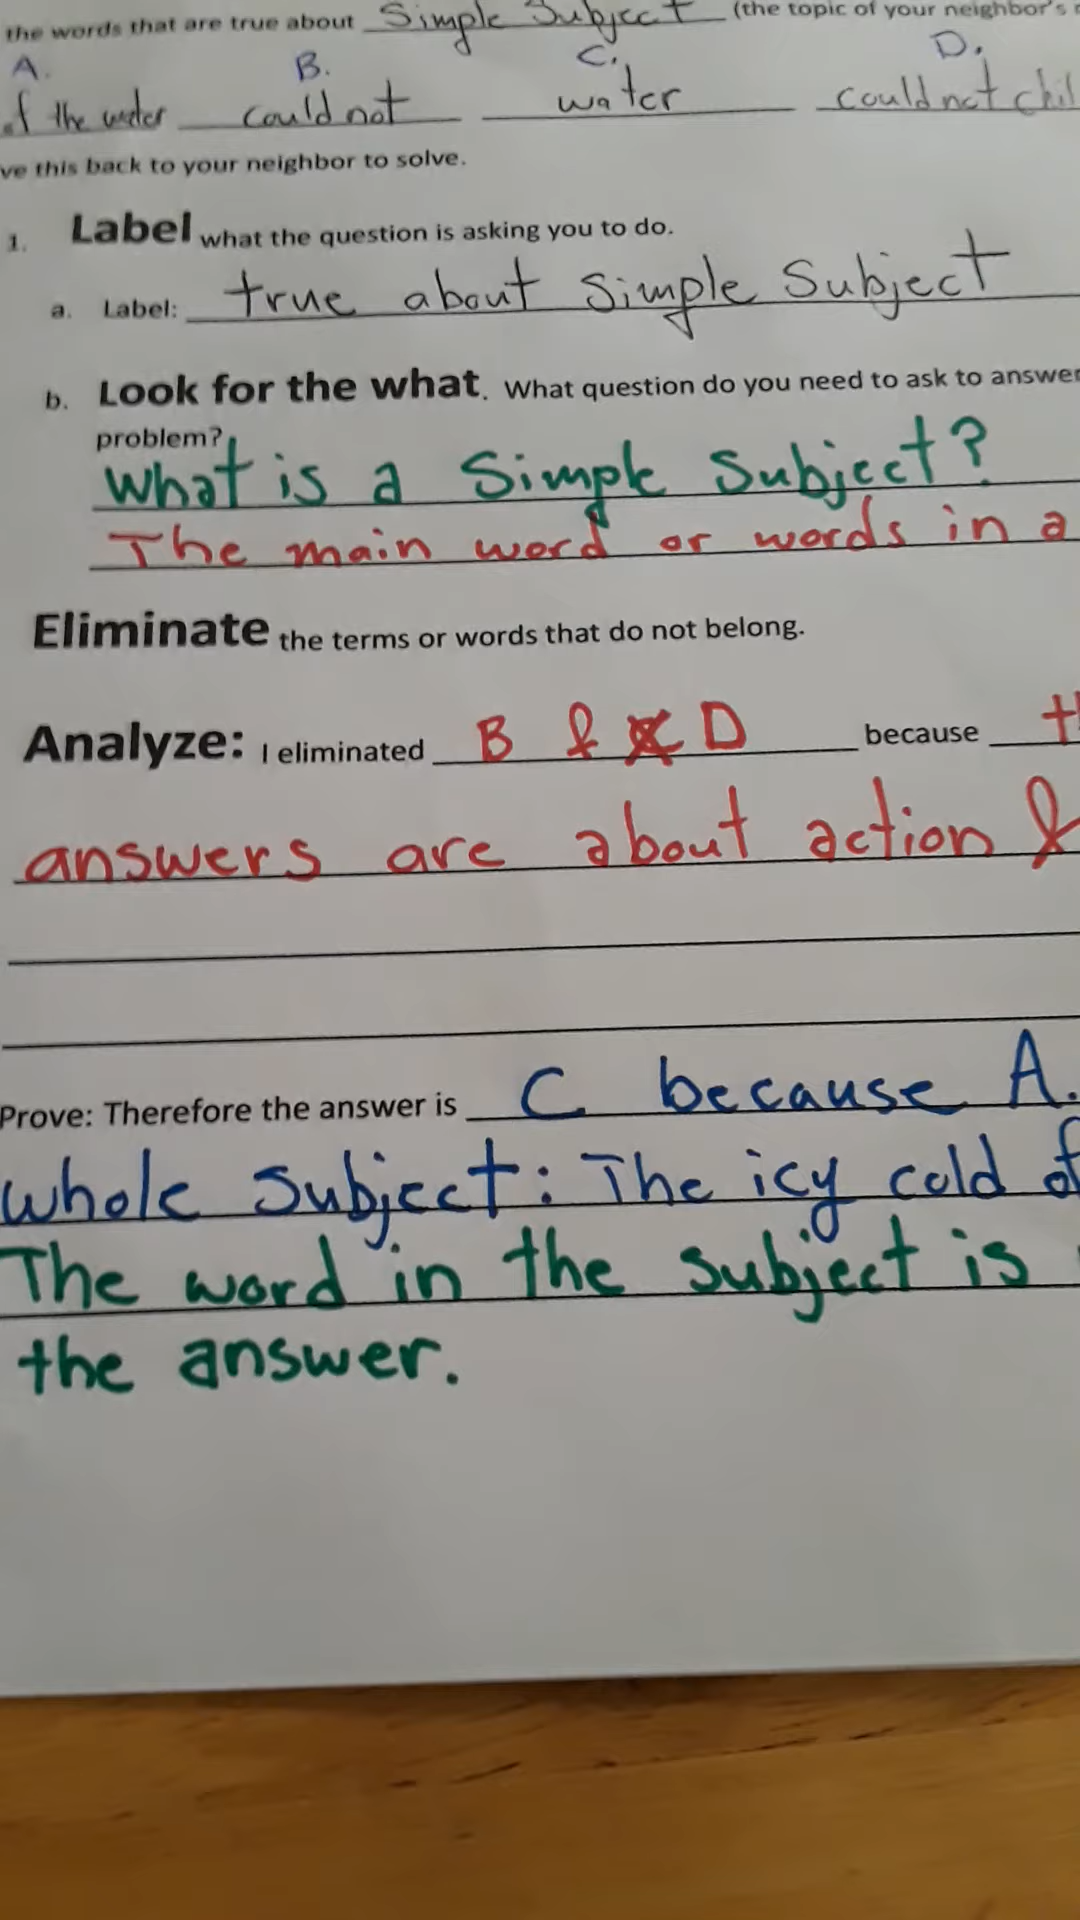 the words that are true about Simple Subject (the topic of your neighbor's
A. B. C. D.
of the water could not water could not chil
ve this back to your neighbor to solve.
1. Label what the question is asking you to do.
a. Label: true about Simple Subject
b. Look for the what. What question do you need to ask to answer
problem?
What is a Simple Subject?
The main word or words in a
Eliminate the terms or words that do not belong.
Analyze: I eliminated B & D because th
answers are about action &
Prove: Therefore the answer is C because A.
whole subject: The icy cold of
The word in the subject is
the answer.